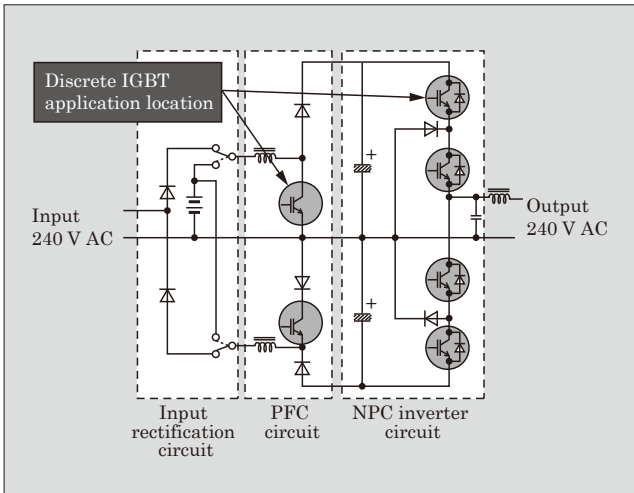 Discrete IGBT
application location
+
Input
240 V AC
Output
240 V AC
+
Input
rectification
circuit
PFC
circuit
NPC inverter
circuit